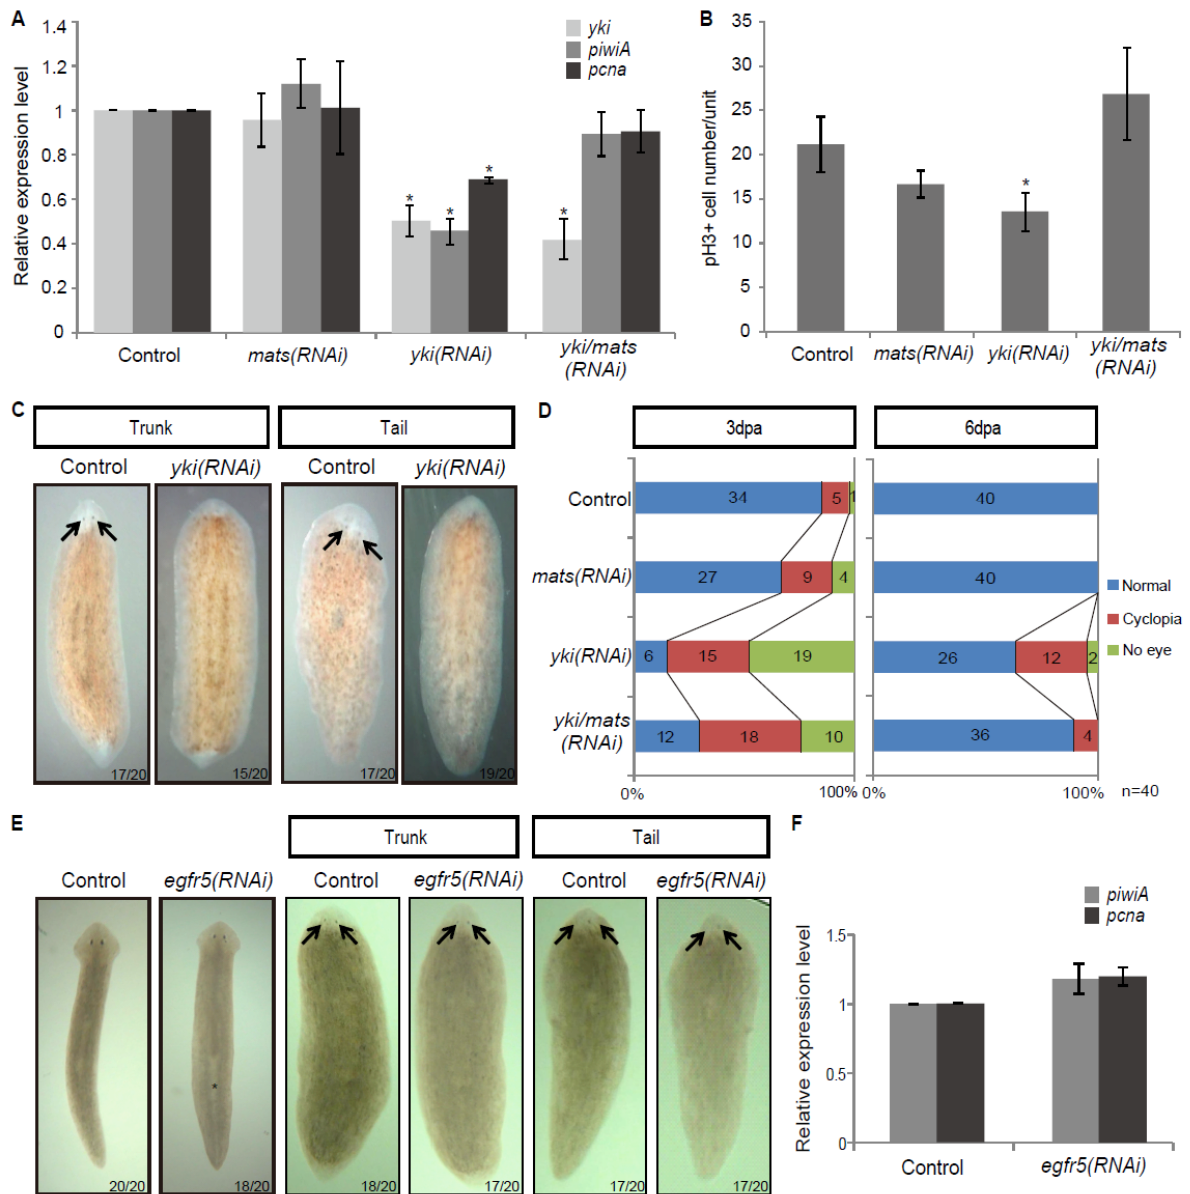 A
Relative expression level
1.4
1.2
1
0.8
0.6
0.4
0.2
0
yki
piwiA
pcna
*
*
*
*
Control
mats(RNAi)
yki(RNAi)
yki/mats
(RNAi)
B
pH3+ cell number/unit
35
30
25
20
15
10
5
0
*
Control
mats(RNAi)
yki(RNAi)
yki/mats
(RNAi)
C
Trunk
Tail
Control
yki(RNAi)
Control
yki(RNAi)
17/20
15/20
17/20
19/20
D
3dpa
6dpa
Control
34
5
1
40
mats(RNAi)
27
9
4
40
yki(RNAi)
6
15
19
26
12
2
yki/mats
(RNAi)
12
18
10
36
4
0%
100%
0%
100%
n=40
Normal
Cyclopia
No eye
E
Trunk
Tail
Control
egfr5(RNAi)
Control
egfr5(RNAi)
Control
egfr5(RNAi)
20/20
18/20
18/20
17/20
17/20
17/20
F
piwiA
pcna
Relative expression level
1.5
1
0.5
0
Control
egfr5(RNAi)